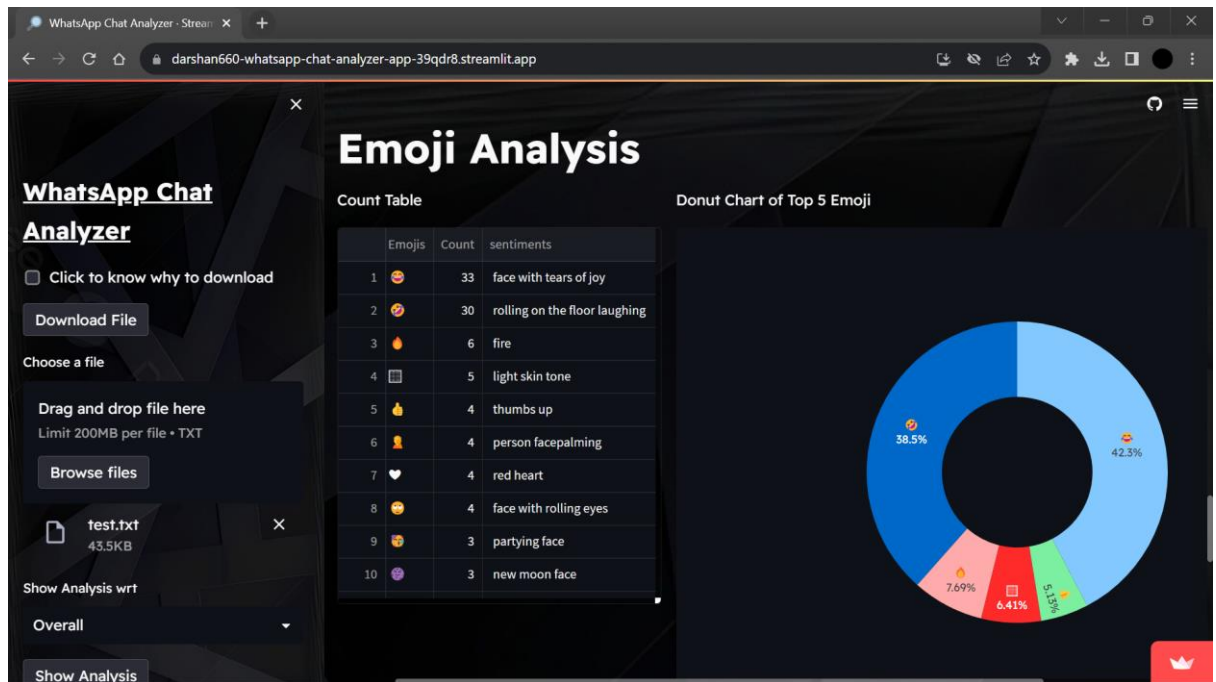 WhatsApp Chat Analyzer · Stream
darshan660-whatsapp-chat-analyzer-app-39qdr8.streamlit.app
WhatsApp Chat
Analyzer
Click to know why to download
Download File
Choose a file
Drag and drop file here
Limit 200MB per file • TXT
Browse files
test.txt
43.5KB
Show Analysis wrt
Overall
Show Analysis
Emoji Analysis
Count Table
Emojis Count sentiments
1 😂 33 face with tears of joy
2 🤣 30 rolling on the floor laughing
3 🔥 6 fire
4 🏻 5 light skin tone
5 👍 4 thumbs up
6 🤦 4 person facepalming
7 ❤ 4 red heart
8 🙄 4 face with rolling eyes
9 🥳 3 partying face
10 🌚 3 new moon face
Donut Chart of Top 5 Emoji
🤣
38.5%
😂
42.3%
🔥
7.69%
🏻
6.41%
👍
5.13%